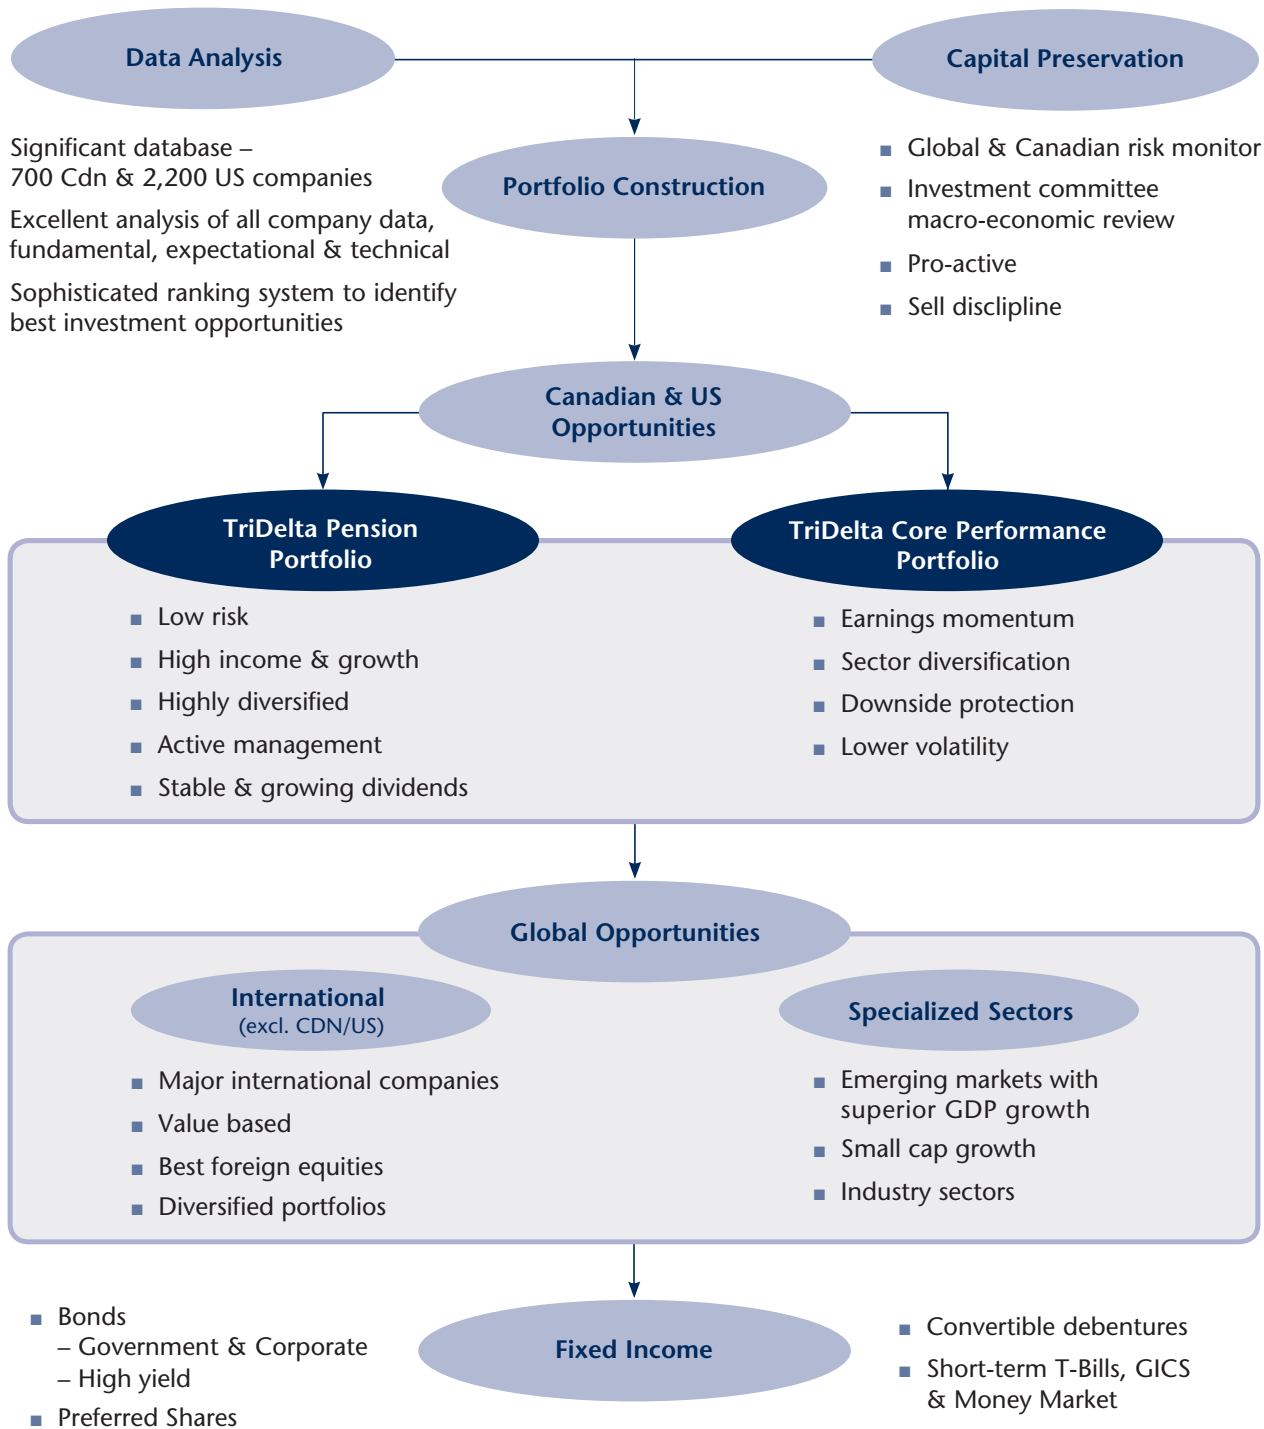 Data Analysis
Capital Preservation
Significant database –
700 Cdn & 2,200 US companies
Excellent analysis of all company data,
fundamental, expectational & technical
Sophisticated ranking system to identify
best investment opportunities
Portfolio Construction
■ Global & Canadian risk monitor
■ Investment committee
macro-economic review
■ Pro-active
■ Sell disclipline
Canadian & US
Opportunities
TriDelta Pension
Portfolio
■ Low risk
■ High income & growth
■ Highly diversified
■ Active management
■ Stable & growing dividends
TriDelta Core Performance
Portfolio
■ Earnings momentum
■ Sector diversification
■ Downside protection
■ Lower volatility
Global Opportunities
International
(excl. CDN/US)
■ Major international companies
■ Value based
■ Best foreign equities
■ Diversified portfolios
Specialized Sectors
■ Emerging markets with
superior GDP growth
■ Small cap growth
■ Industry sectors
■ Bonds
– Government & Corporate
– High yield
■ Preferred Shares
Fixed Income
■ Convertible debentures
■ Short-term T-Bills, GICS
& Money Market